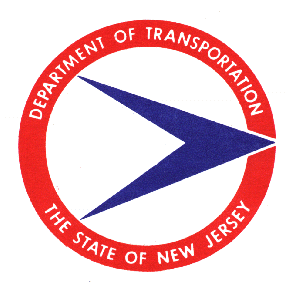 DEPARTMENT OF TRANSPORTATION
THE STATE OF NEW JERSEY